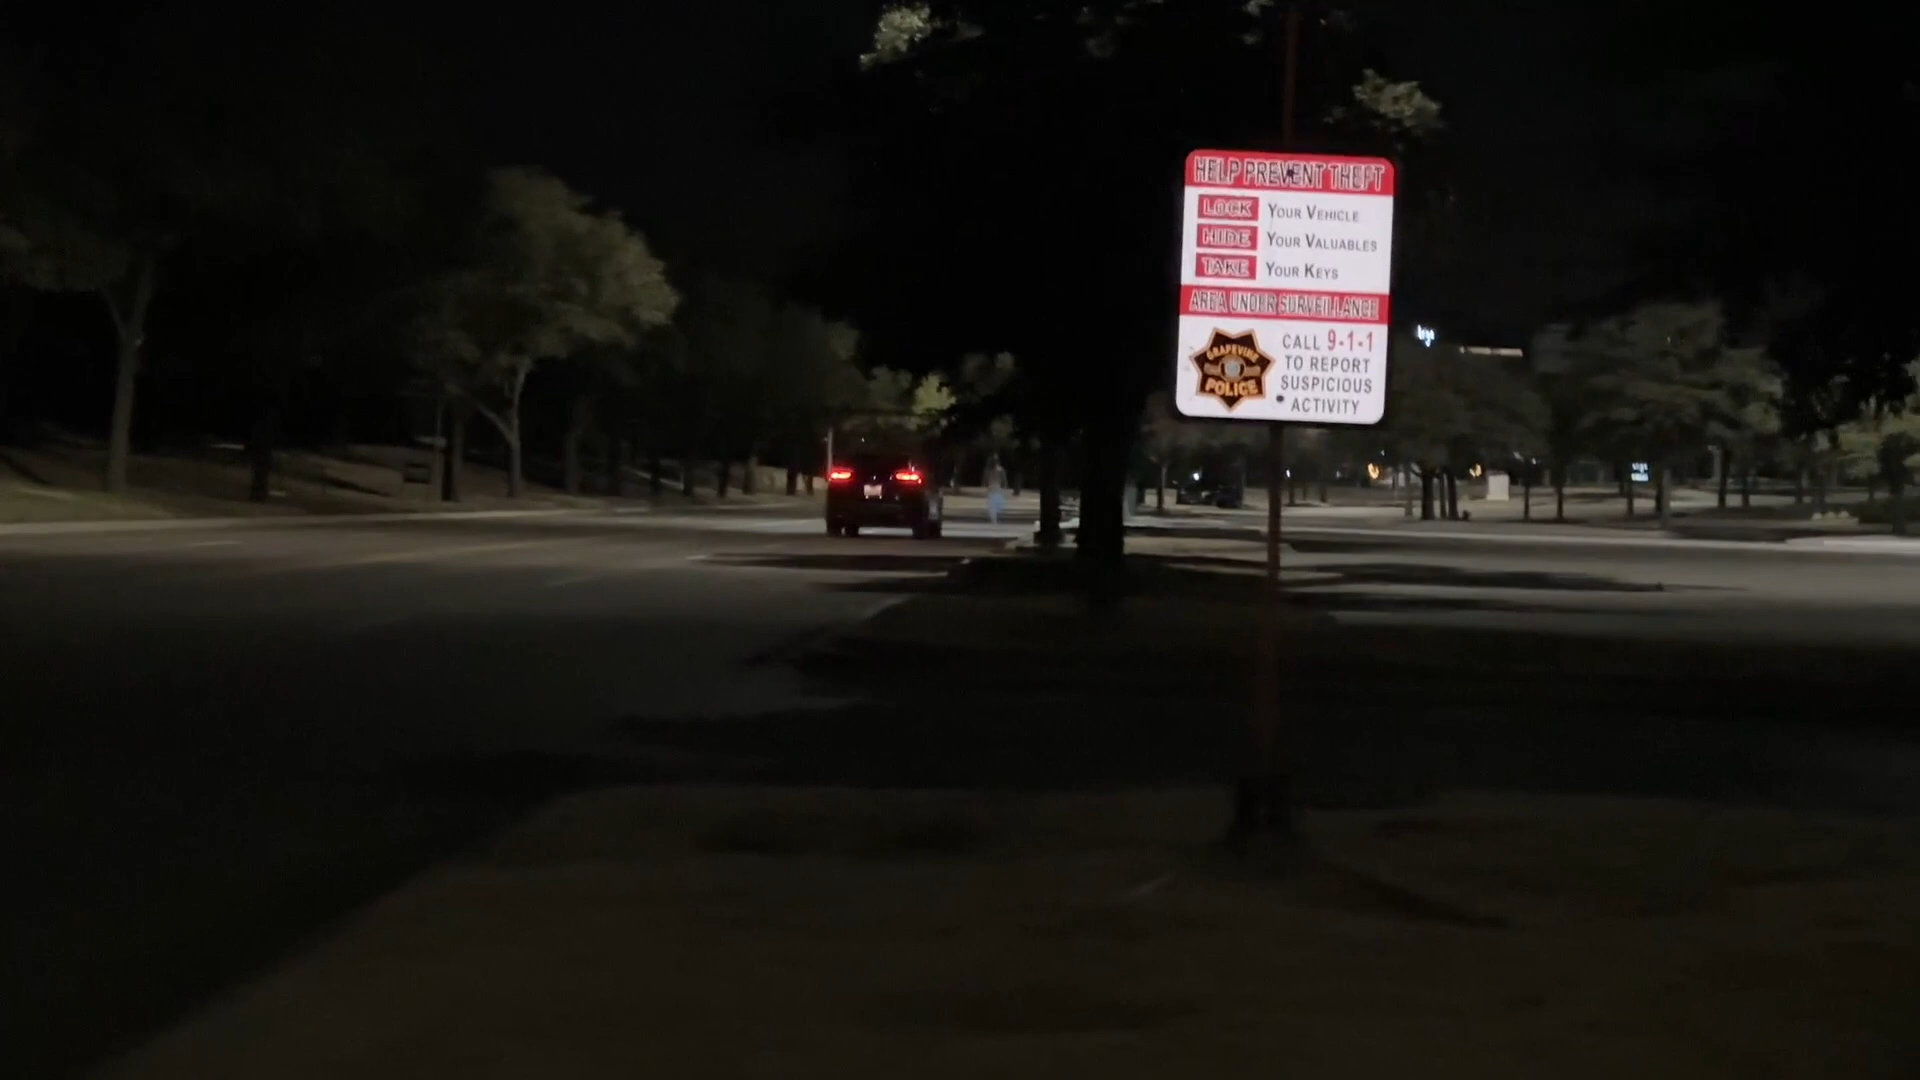 HELP PREVENT THEFT
LOCK YOUR VEHICLE
HIDE YOUR VALUABLES
TAKE YOUR KEYS
AREA UNDER SURVEILLANCE
GRAPEVINE
POLICE
CALL 9-1-1
TO REPORT
SUSPICIOUS
ACTIVITY